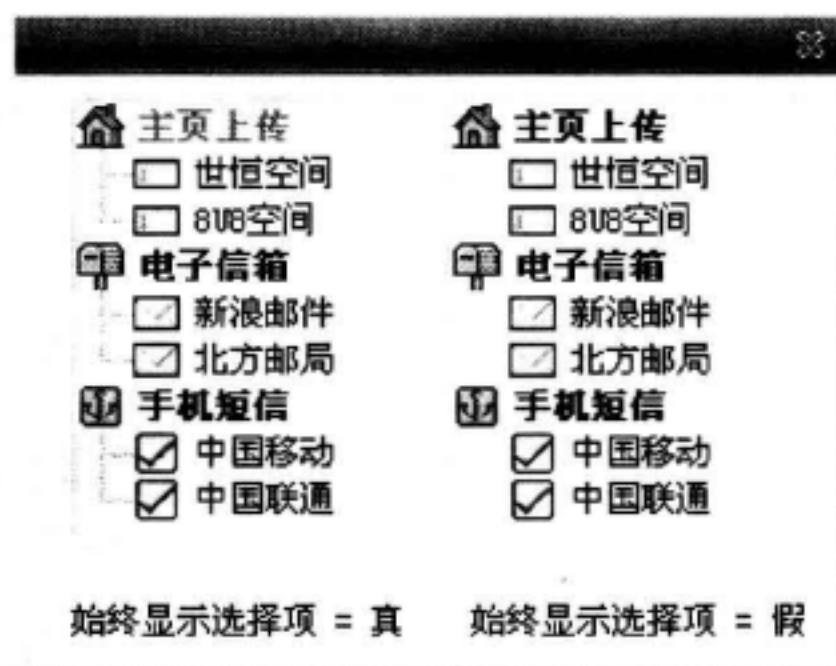 主页上传
世恒空间
8U8空间
电子信箱
新浪邮件
北方邮局
手机短信
中国移动
中国联通
始终显示选择项 = 真
主页上传
世恒空间
8U8空间
电子信箱
新浪邮件
北方邮局
手机短信
中国移动
中国联通
始终显示选择项 = 假